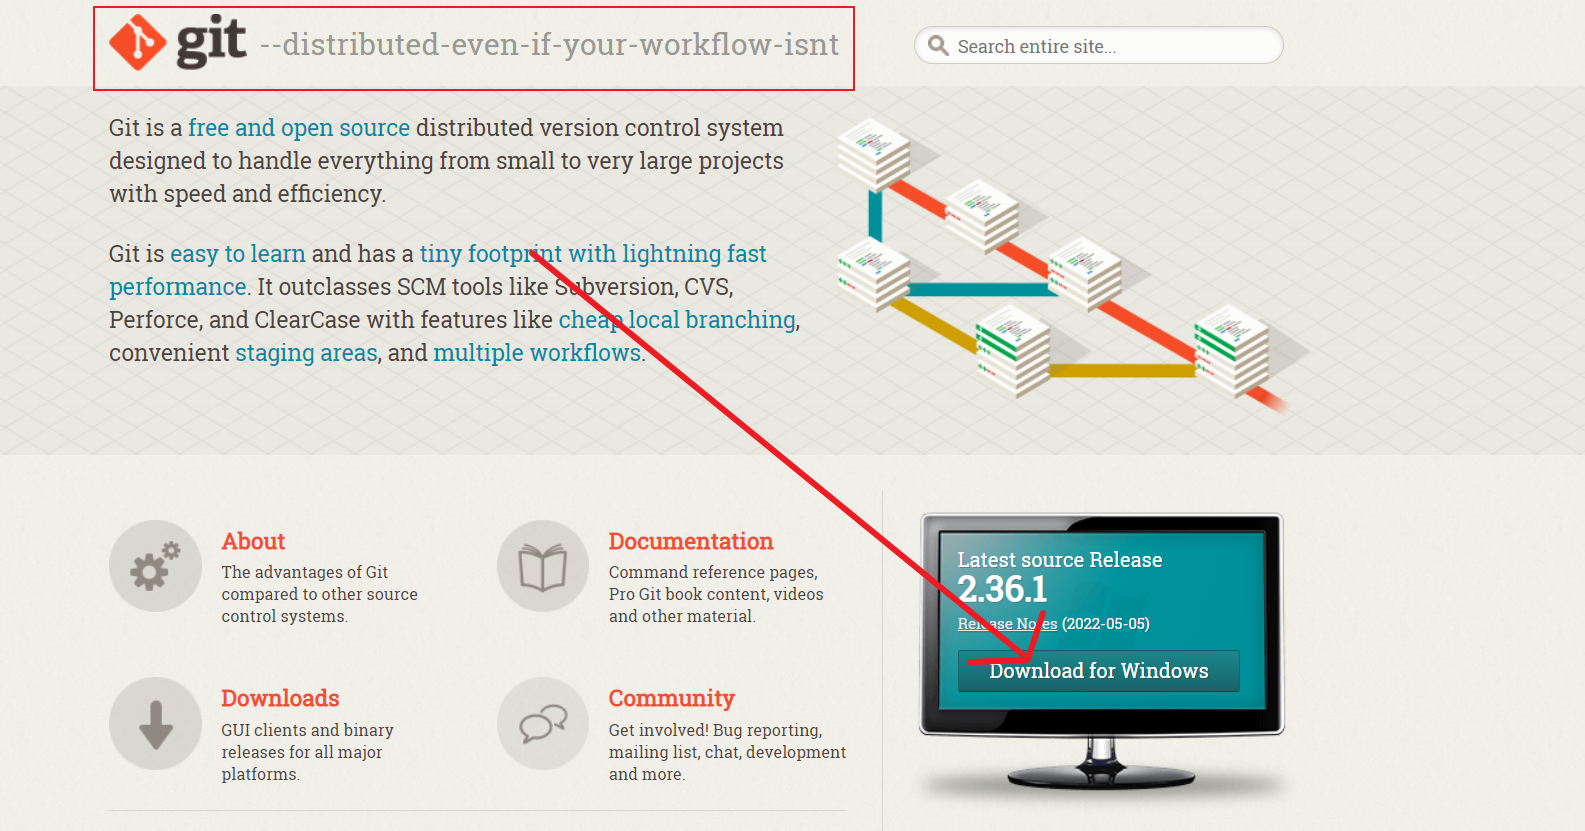 git --distributed-even-if-your-workflow-isnt
Search entire site...
Git is a free and open source distributed version control system
designed to handle everything from small to very large projects
with speed and efficiency.
Git is easy to learn and has a tiny footprint with lightning fast
performance. It outclasses SCM tools like Subversion, CVS,
Perforce, and ClearCase with features like cheap local branching,
convenient staging areas, and multiple workflows.
About
The advantages of Git
compared to other source
control systems.
Documentation
Command reference pages,
Pro Git book content, videos
and other material.
Downloads
GUI clients and binary
releases for all major
platforms.
Community
Get involved! Bug reporting,
mailing list, chat, development
and more.
Latest source Release
2.36.1
Release Notes (2022-05-05)
Download for Windows